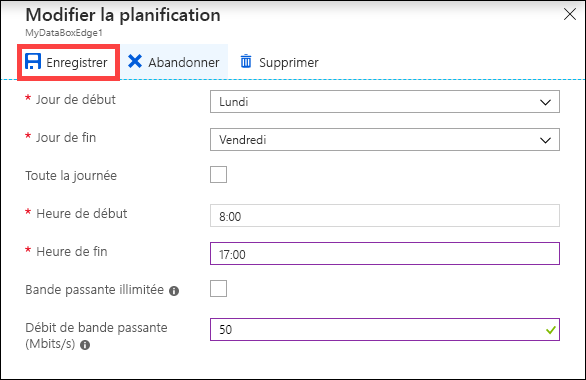 Modifier la planification
MyDataBoxEdge1
Enregistrer Abandonner Supprimer
* Jour de début Lundi
* Jour de fin Vendredi
Toute la journée
* Heure de début 8:00
* Heure de fin 17:00
Bande passante illimitée
Débit de bande passante 50
(Mbits/s)